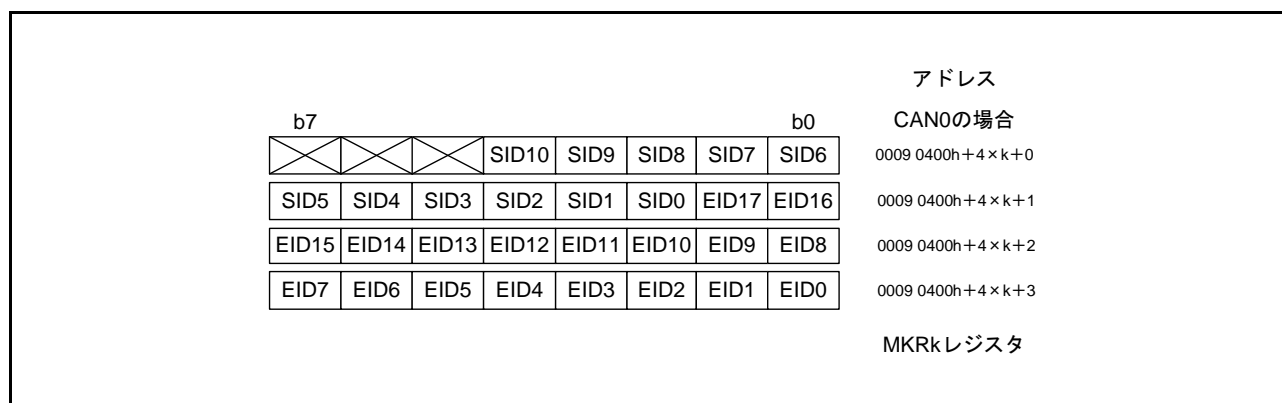 アドレス
b7 b0 CAN0の場合
SID10 SID9 SID8 SID7 SID6 0009 0400h+4×k+0
SID5 SID4 SID3 SID2 SID1 SID0 EID17 EID16 0009 0400h+4×k+1
EID15 EID14 EID13 EID12 EID11 EID10 EID9 EID8 0009 0400h+4×k+2
EID7 EID6 EID5 EID4 EID3 EID2 EID1 EID0 0009 0400h+4×k+3
MKRkレジスタ